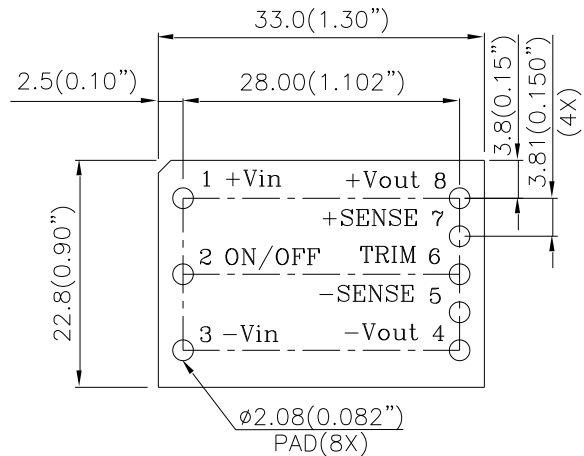 33.0(1.30”)
2.5(0.10”)
28.00(1.102”)
3.8(0.15”)
3.81(0.150”)
(4X)
22.8(0.90”)
1 +Vin
+Vout 8
+SENSE 7
2 ON/OFF
TRIM 6
−SENSE 5
3 −Vin
−Vout 4
ø2.08(0.082”)
PAD(8X)